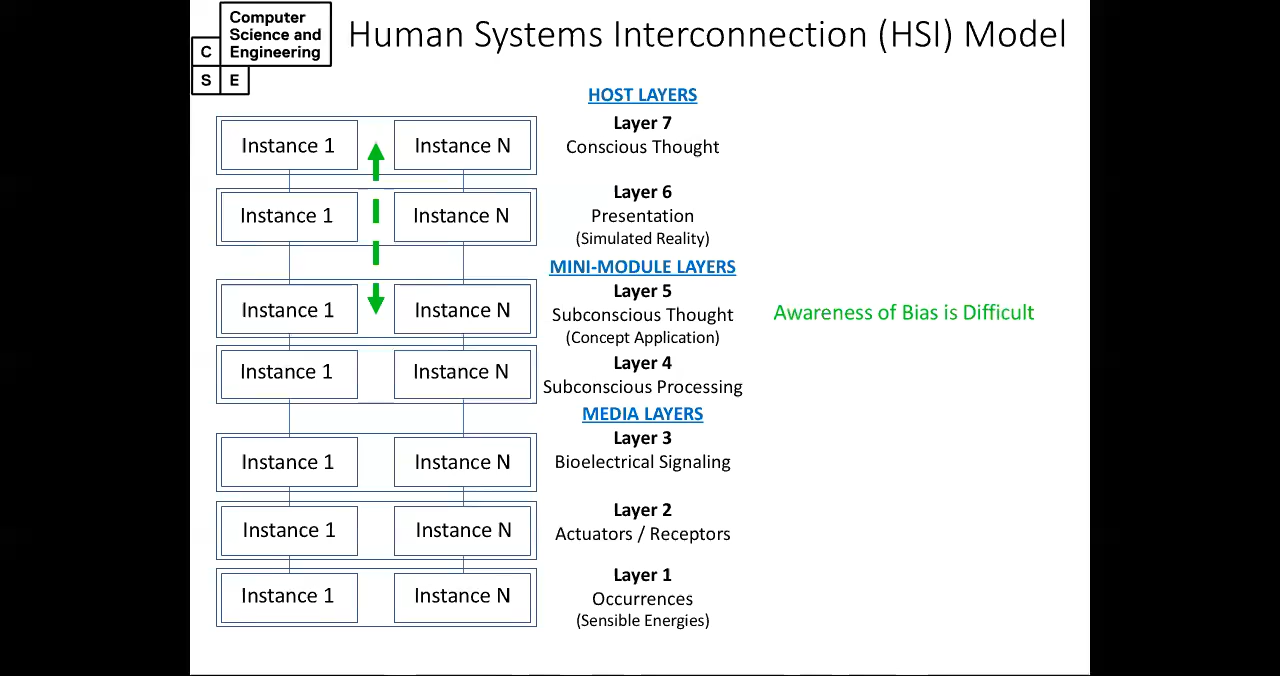 Computer
Science and
Engineering
C
S E
Human Systems Interconnection (HSI) Model
HOST LAYERS
Instance 1 Instance N Layer 7
Conscious Thought
Instance 1 Instance N Layer 6
Presentation
(Simulated Reality)
MINI-MODULE LAYERS
Instance 1 Instance N Layer 5
Subconscious Thought
(Concept Application)
Awareness of Bias is Difficult
Instance 1 Instance N Layer 4
Subconscious Processing
MEDIA LAYERS
Instance 1 Instance N Layer 3
Bioelectrical Signaling
Instance 1 Instance N Layer 2
Actuators / Receptors
Instance 1 Instance N Layer 1
Occurrences
(Sensible Energies)